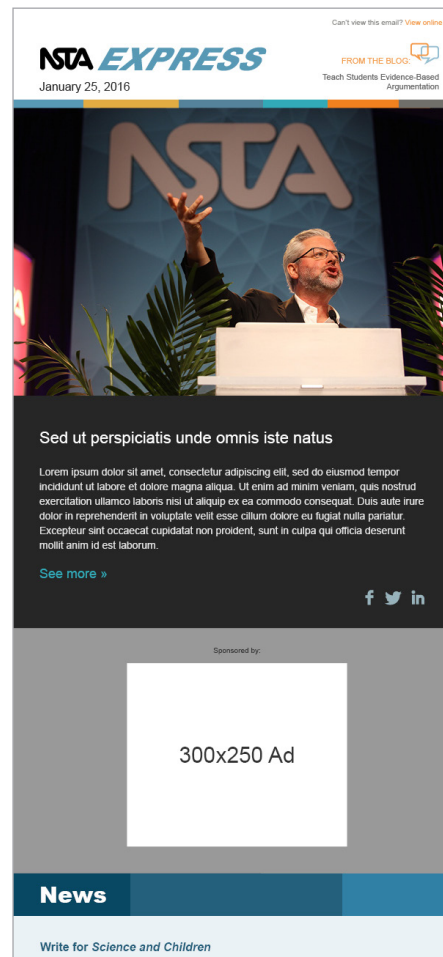 Can't view this email? View online
NSTA EXPRESS
January 25, 2016
FROM THE BLOG:
Teach Students Evidence-Based
Argumentation
NSTA
Sed ut perspiciatis unde omnis iste natus
Lorem ipsum dolor sit amet, consectetur adipiscing elit, sed do eiusmod tempor
incididunt ut labore et dolore magna aliqua. Ut enim ad minim veniam, quis nostrud
exercitation ullamco laboris nisi ut aliquip ex ea commodo consequat. Duis aute irure
dolor in reprehenderit in voluptate velit esse cillum dolore eu fugiat nulla pariatur.
Excepteur sint occaecat cupidatat non proident, sunt in culpa qui officia deserunt
mollit anim id est laborum.
See more »
f in
Sponsored by:
300x250 Ad
News
Write for Science and Children